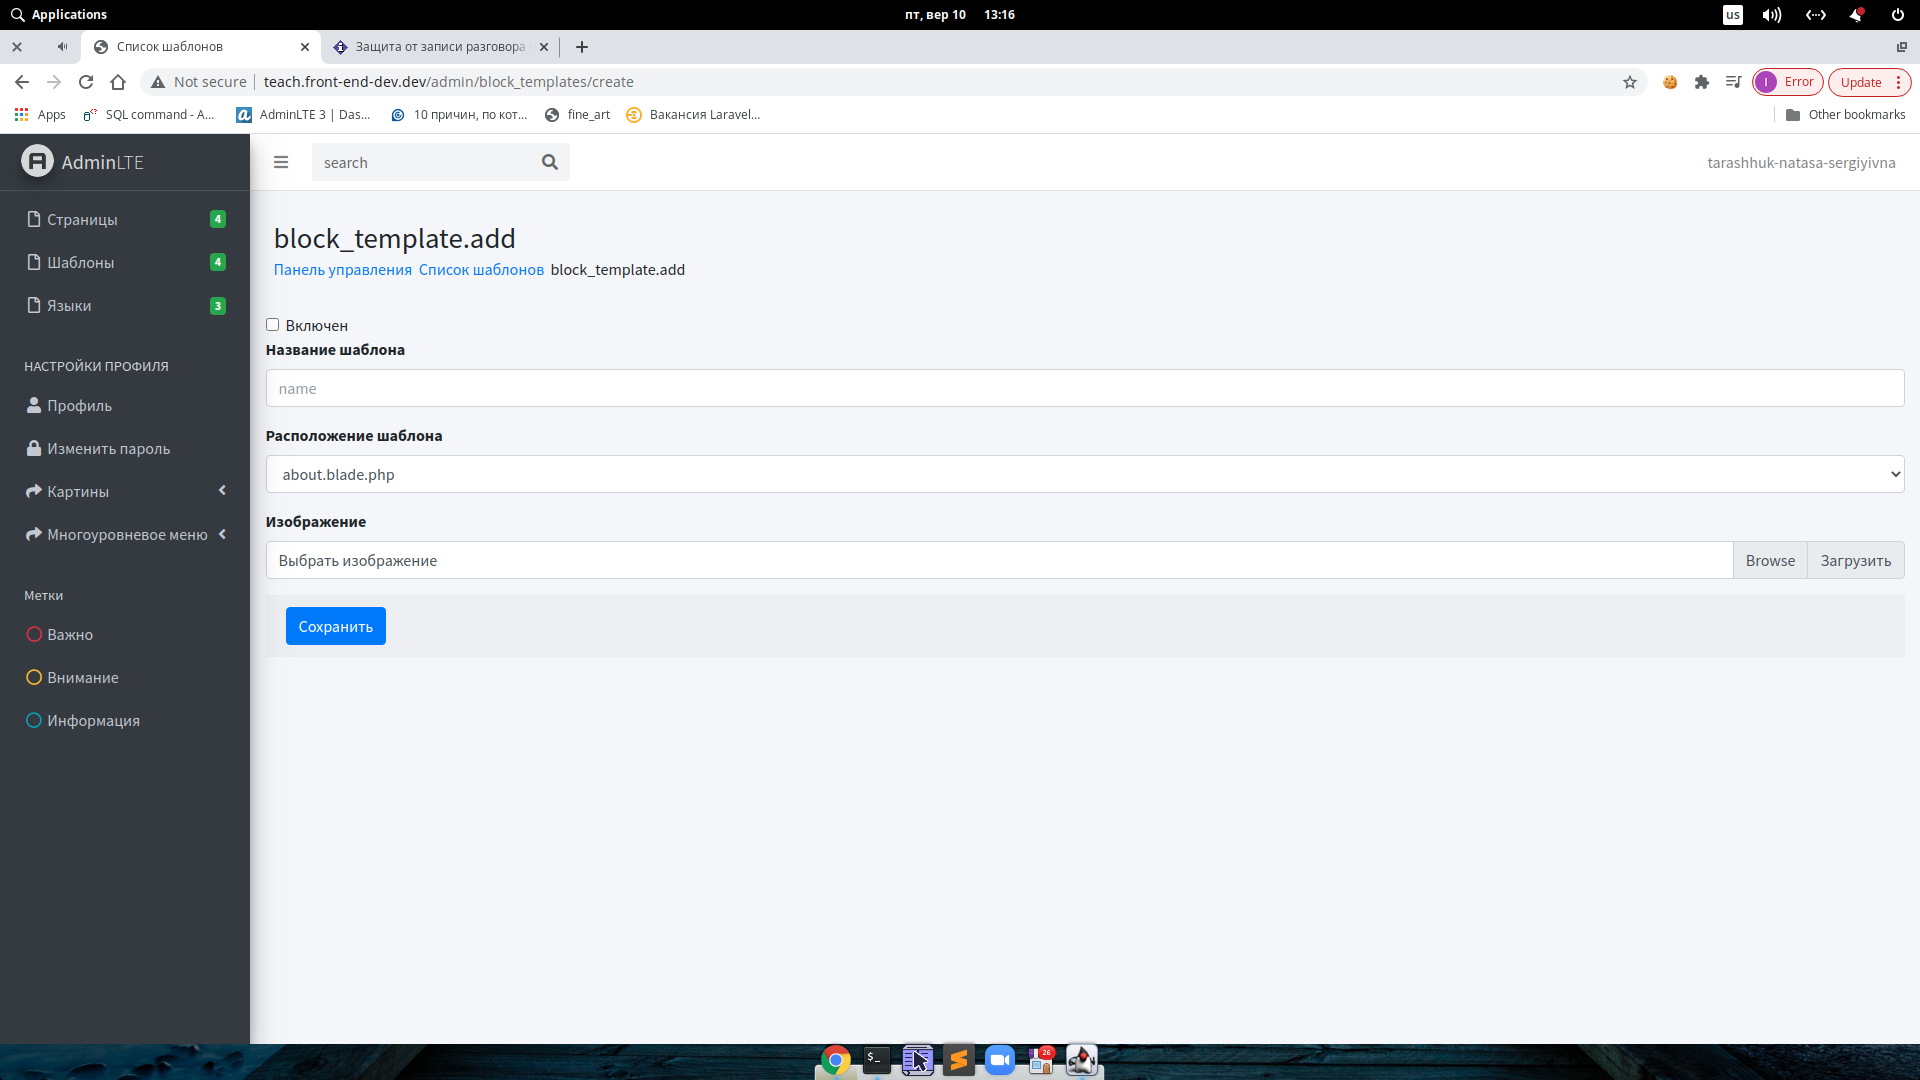 Applications
пт, вер 10 13:16
us
Список шаблонов
Защита от записи разговора
Not secure
teach.front-end-dev.dev/admin/block_templates/create
I
Error
Update
Apps
SQL command - A...
AdminLTE 3 | Das...
10 причин, по кот...
fine_art
Вакансия Laravel...
Other bookmarks
AdminLTE
search
tarashhuk-natasa-sergiyivna
Страницы 4
Шаблоны 4
Языки 3
НАСТРОЙКИ ПРОФИЛЯ
Профиль
Изменить пароль
Картины
Многоуровневое меню
Метки
Важно
Внимание
Информация
block_template.add
Панель управления Список шаблонов block_template.add
Включен
Название шаблона
name
Расположение шаблона
about.blade.php
Изображение
Выбрать изображение
Browse
Загрузить
Сохранить
$_
26